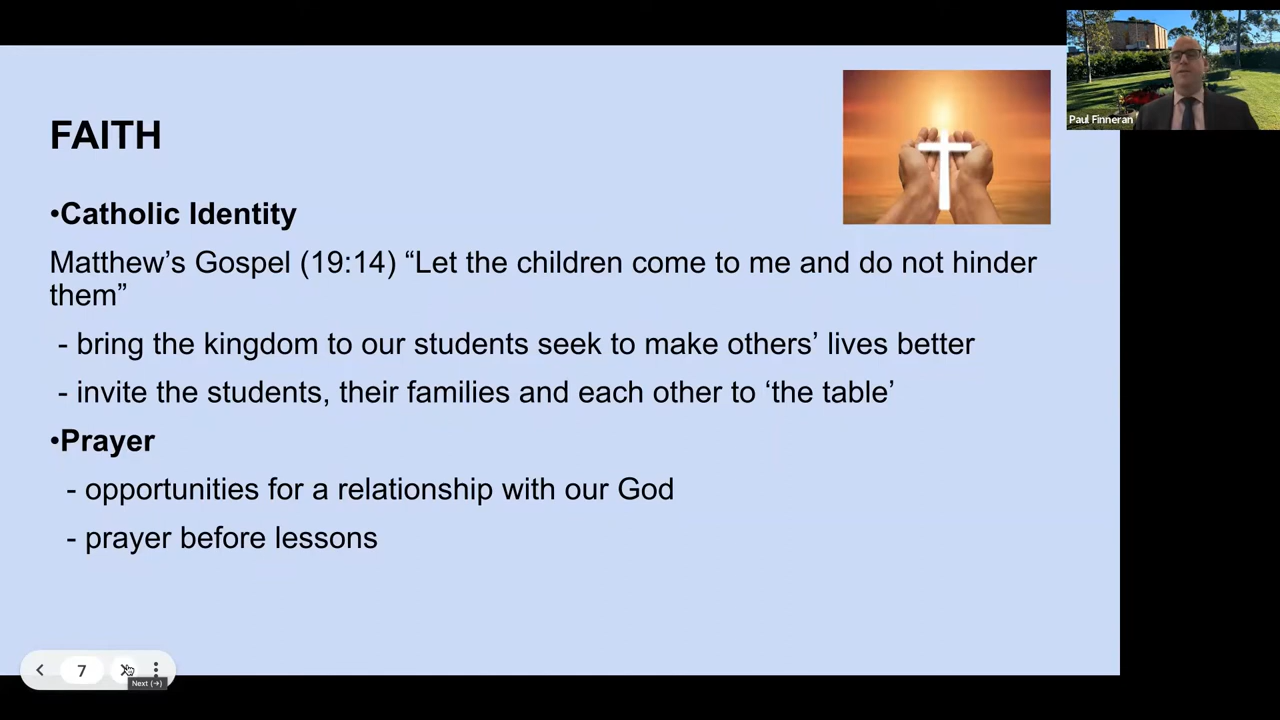 Paul Finneran
FAITH
•Catholic Identity
Matthew’s Gospel (19:14) “Let the children come to me and do not hinder
them”
- bring the kingdom to our students seek to make others’ lives better
- invite the students, their families and each other to ‘the table’
•Prayer
- opportunities for a relationship with our God
- prayer before lessons
7
Next (→)